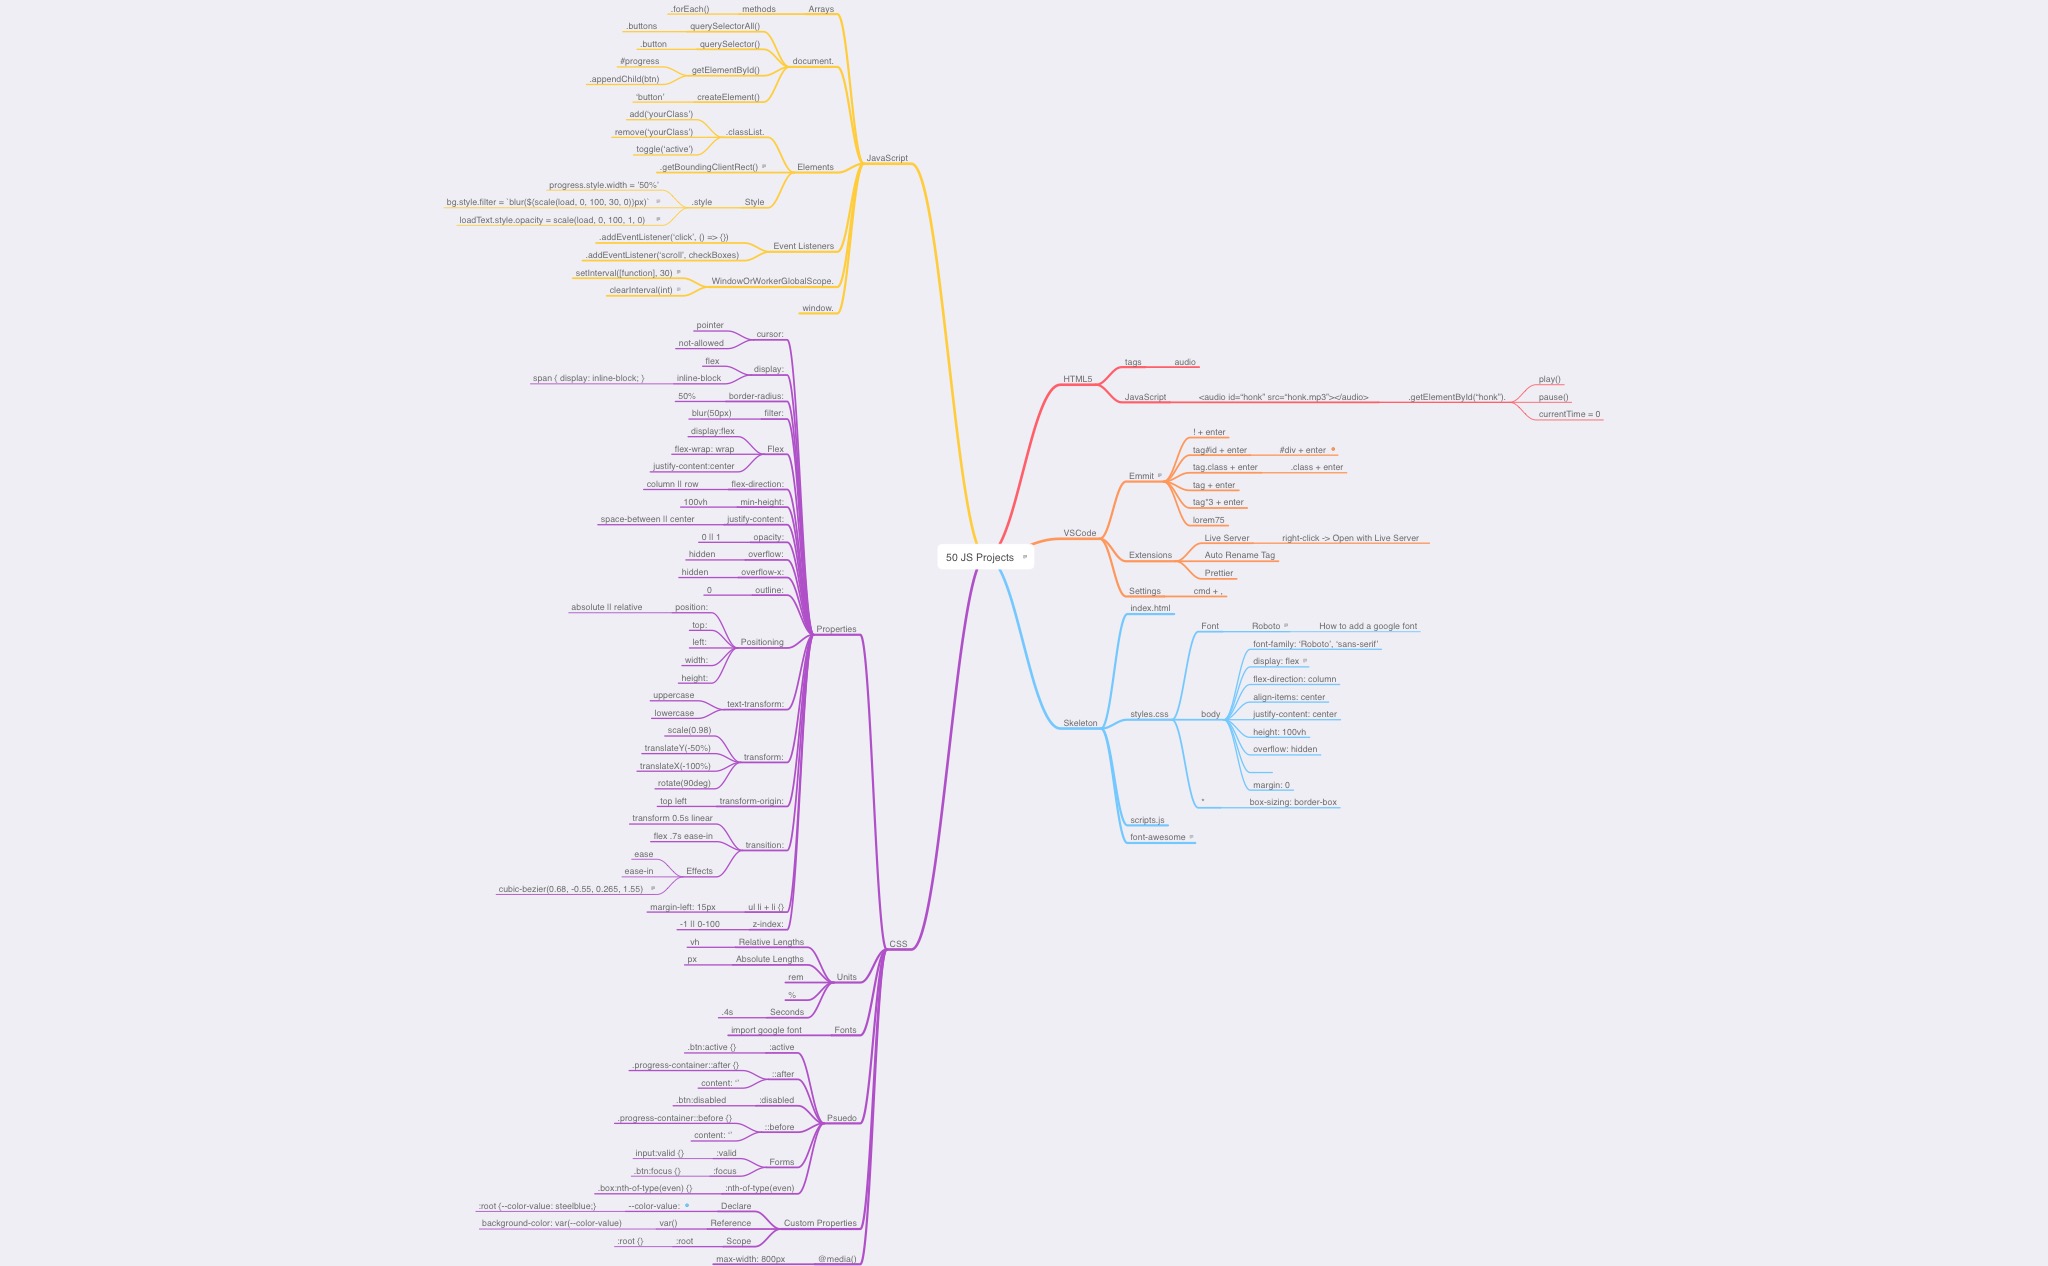 50 JS Projects
JavaScript
Arrays
methods
.forEach()
document.
querySelectorAll()
.buttons
querySelector()
.button
getElementById()
#progress
.appendChild(btn)
createElement()
‘button’
Elements
.classList.
add(‘yourClass’)
remove(‘yourClass’)
toggle(‘active’)
.getBoundingClientRect()
Style
.style
progress.style.width = ‘50%’
bg.style.filter = `blur($(scale(load, 0, 100, 30, 0))px)`
loadText.style.opacity = scale(load, 0, 100, 1, 0)
Event Listeners
.addEventListener(‘click’, () => {})
.addEventListener(‘scroll’, checkBoxes)
WindowOrWorkerGlobalScope.
setInterval([function], 30)
clearInterval(int)
window.
CSS
Properties
cursor:
pointer
not-allowed
display:
flex
inline-block
span { display: inline-block; }
border-radius:
50%
filter:
blur(50px)
Flex
display:flex
flex-wrap: wrap
justify-content:center
flex-direction:
column || row
min-height:
100vh
justify-content:
space-between || center
opacity:
0 || 1
overflow:
hidden
overflow-x:
hidden
outline:
0
Positioning
position:
absolute || relative
top:
left:
width:
height:
text-transform:
uppercase
lowercase
transform:
scale(0.98)
translateY(-50%)
translateX(-100%)
rotate(90deg)
transform-origin:
top left
transition:
transform 0.5s linear
flex .7s ease-in
Effects
ease
ease-in
cubic-bezier(0.68, -0.55, 0.265, 1.55)
ul li + li {}
margin-left: 15px
z-index:
-1 || 0-100
Units
Relative Lengths
vh
Absolute Lengths
px
rem
%
Seconds
.4s
Fonts
import google font
Psuedo
:active
.btn:active {}
::after
.progress-container::after {}
content: ‘’
:disabled
.btn:disabled
::before
.progress-container::before {}
content: ‘’
Forms
:valid
input:valid {}
:focus
.btn:focus {}
:nth-of-type(even)
.box:nth-of-type(even) {}
Custom Properties
Declare
--color-value:
:root {--color-value: steelblue;}
Reference
var()
background-color: var(--color-value)
Scope
:root
:root {}
@media()
max-width: 800px
HTML5
tags
audio
JavaScript
<audio id=“honk” src=“honk.mp3”></audio>
.getElementById(“honk”).
play()
pause()
currentTime = 0
VSCode
Emmit
! + enter
tag#id + enter
#div + enter
tag.class + enter
.class + enter
tag + enter
tag*3 + enter
lorem75
Extensions
Live Server
right-click -> Open with Live Server
Auto Rename Tag
Prettier
Settings
cmd + ,
Skeleton
index.html
styles.css
Font
Roboto
How to add a google font
body
font-family: ‘Roboto’, ‘sans-serif’
display: flex
flex-direction: column
align-items: center
justify-content: center
height: 100vh
overflow: hidden
margin: 0
*
box-sizing: border-box
scripts.js
font-awesome